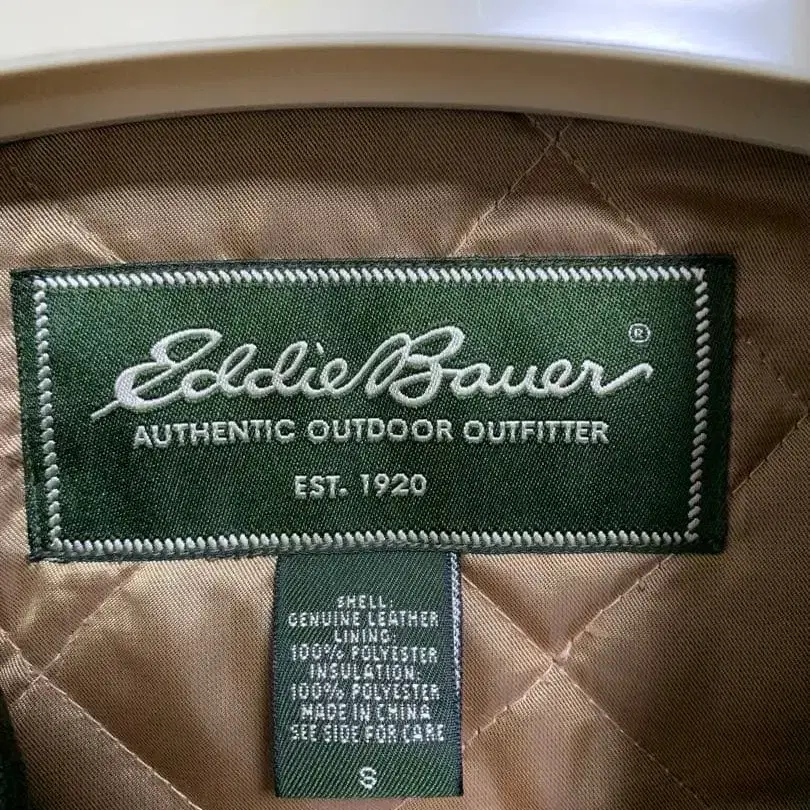 Eddie Bauer ®
AUTHENTIC OUTDOOR OUTFITTER
EST. 1920
SHELL:
GENUINE LEATHER
LINING:
100% POLYESTER
INSULATION:
100% POLYESTER
MADE IN CHINA
SEE SIDE FOR CARE
S